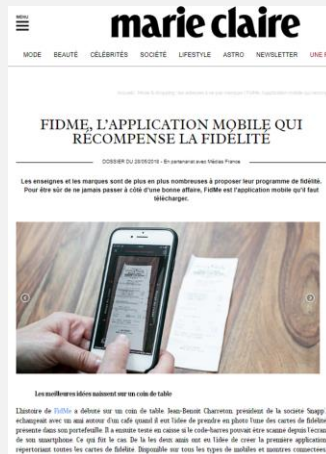 MENU
marie claire
MODE BEAUTÉ CÉLÉBRITÉS SOCIÉTÉ LIFESTYLE ASTRO NEWSLETTER
FIDME, L'APPLICATION MOBILE QUI
RÉCOMPENSE LA FIDÉLITÉ
DOSSIER DU 28/05/2018 - En partenariat avec Médias France
Les enseignes et les marques sont de plus en plus nombreuses à proposer leur programme de fidélité.
Pour être sûr de ne jamais passer à côté d'une bonne affaire, FidMe est l'application mobile qu'il faut
télécharger.
Les meilleures idées naissent sur un coin de table
L'histoire de FidMe a débuté sur un coin de table. Jean-Benoit Charreton, président de la société Snapp'
échangeait avec un ami autour d'un café quand il eut l'idée de prendre en photo l'une des cartes de fidélité
présente dans son portefeuille. Il a ensuite testé en caisse si le code-barres pouvait être scanné depuis l'écran
de son smartphone. Ce qui fût le cas. De là les deux amis ont eu l'idée de créer la première application
répertoriant toutes les cartes de fidélité. Disponible sur tous les types de mobiles et montres connectées,